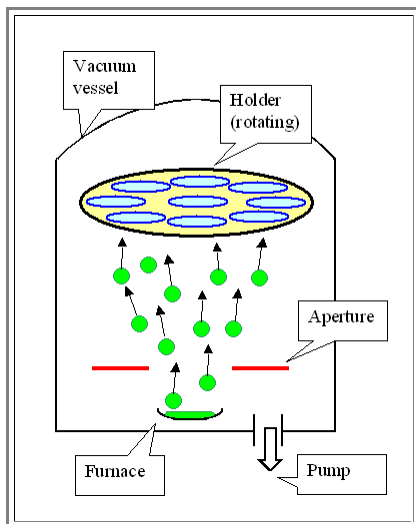 Vacuum
vessel
Holder
(rotating)
Aperture
Furnace
Pump